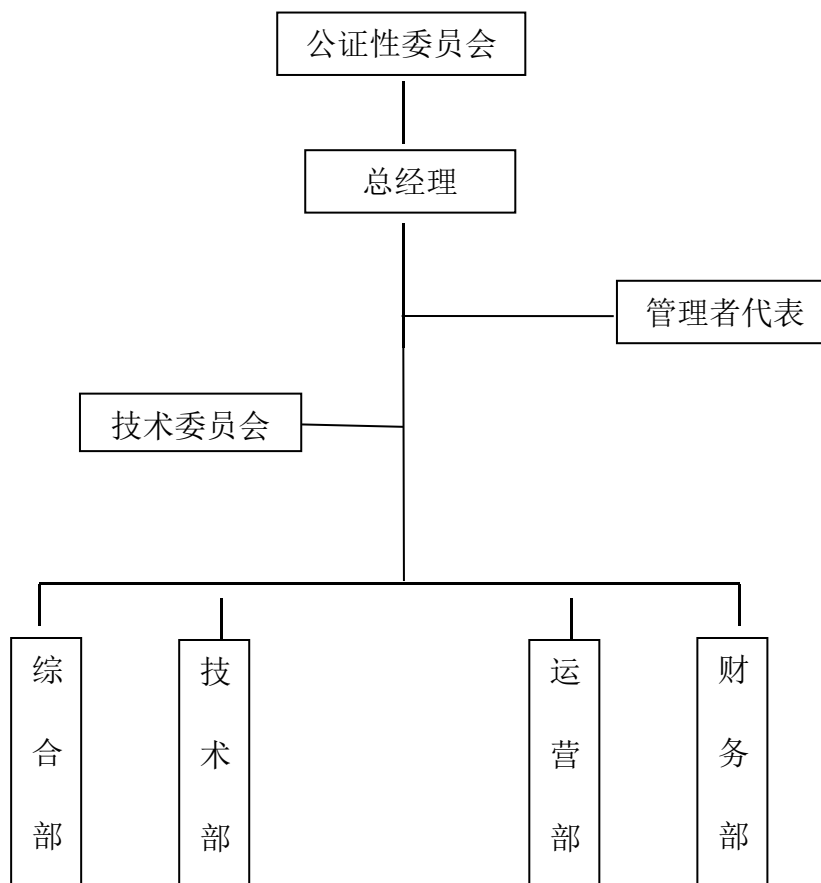 公证性委员会
总经理
管理者代表
技术委员会
综合部
技术部
运营部
财务部